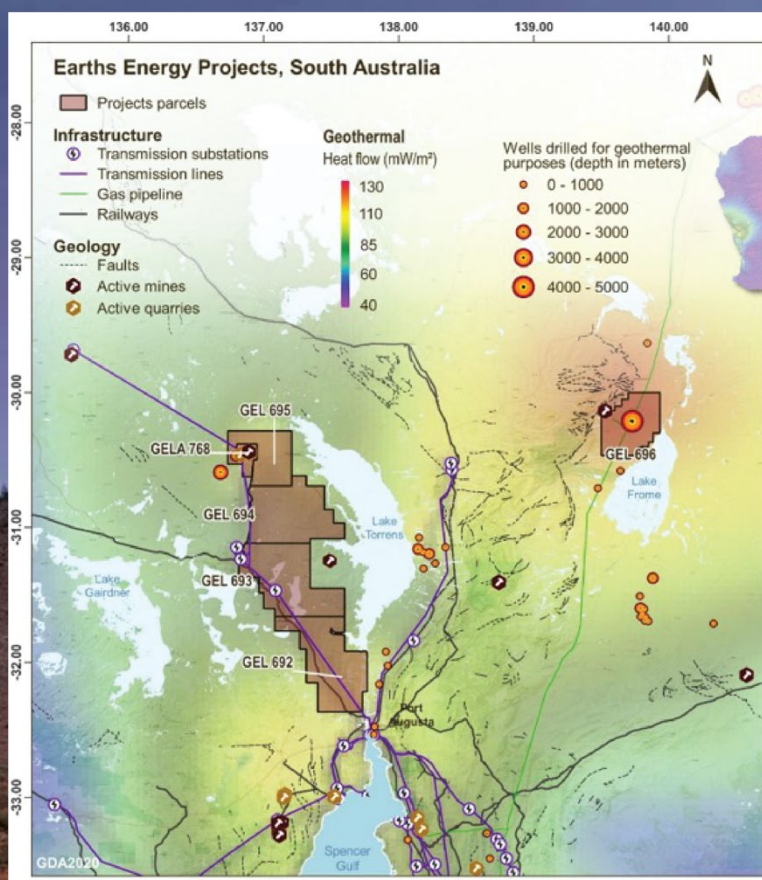 136.00
137.00
138.00
139.00
140.00
-28.00
-29.00
-30.00
-31.00
-32.00
-33.00
Earths Energy Projects, South Australia
N
Projects parcels
Infrastructure
Transmission substations
Transmission lines
Gas pipeline
Railways
Geology
Faults
Active mines
Active quarries
Geothermal
Heat flow (mW/m²)
130
110
85
60
40
Wells drilled for geothermal
purposes (depth in meters)
0 - 1000
1000 - 2000
2000 - 3000
3000 - 4000
4000 - 5000
GEL 695
GELA 768
GEL 696
Lake
Frome
GEL 694
Lake
Torrens
GEL 693
Lake
Gairdner
GEL 692
Port
Augusta
Spencer
Gulf
GDA2020